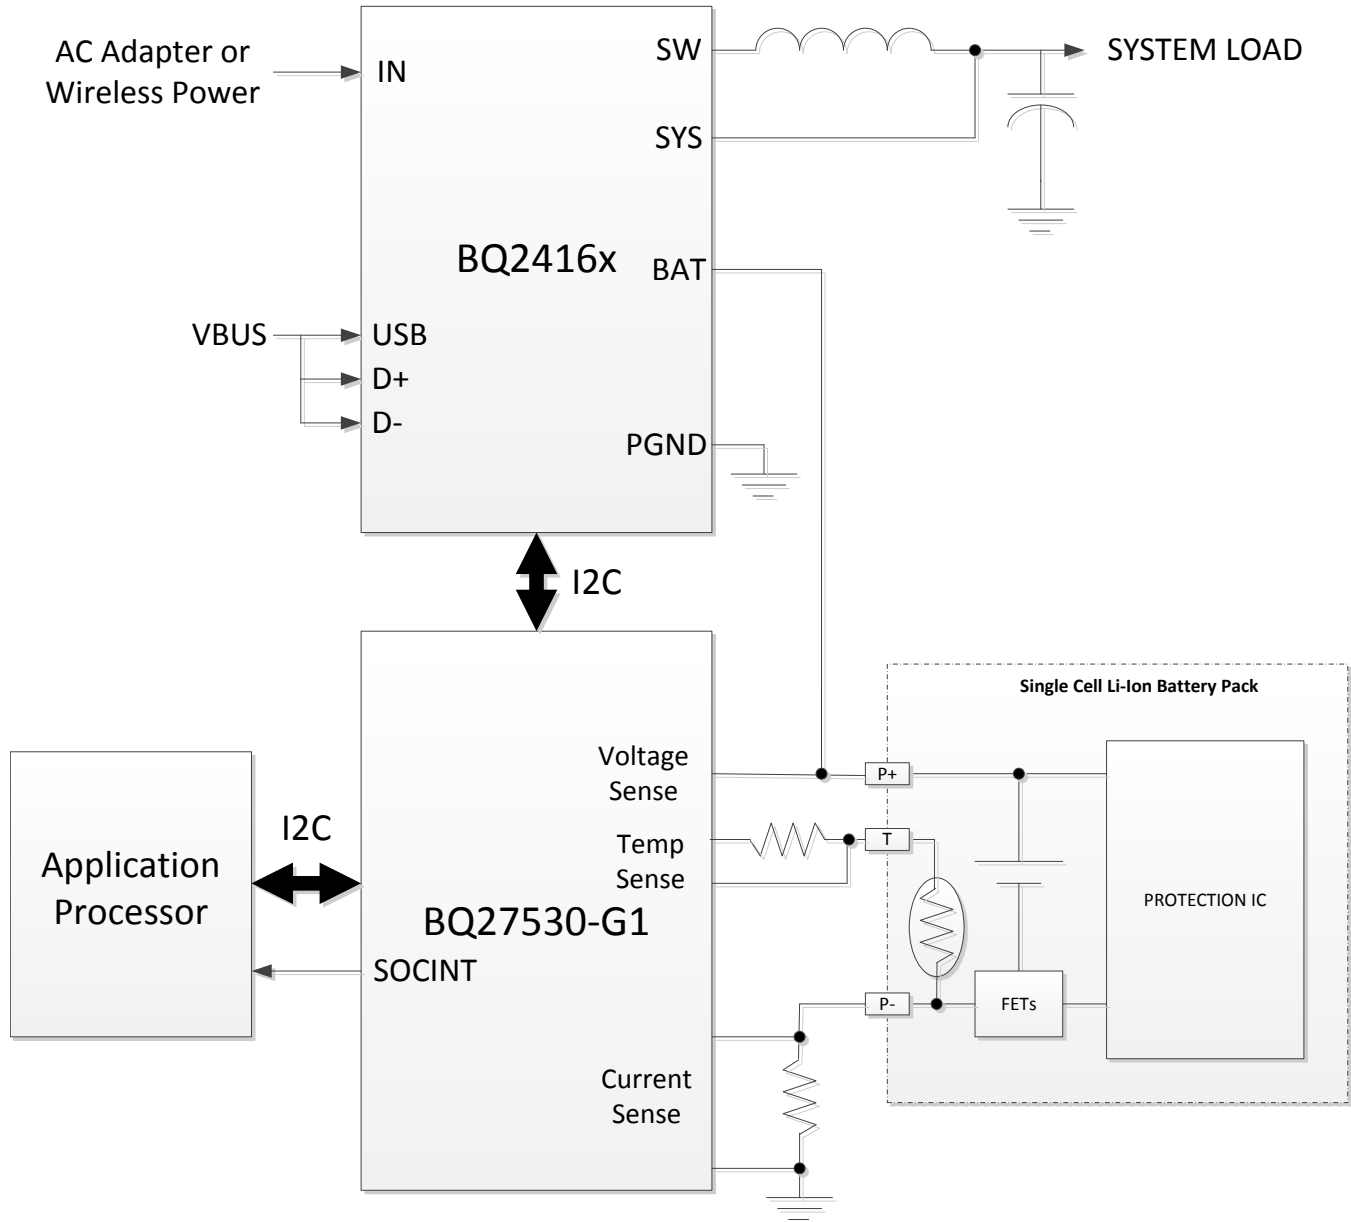 AC Adapter or
Wireless Power
IN
SW
SYSTEM LOAD
SYS
BQ2416x
BAT
VBUS
USB
D+
D-
PGND
I2C
Single Cell Li-Ion Battery Pack
Voltage
Sense
P+
I2C
Temp
Sense
T
Application
Processor
BQ27530-G1
PROTECTION IC
SOCINT
P-
FETs
Current
Sense